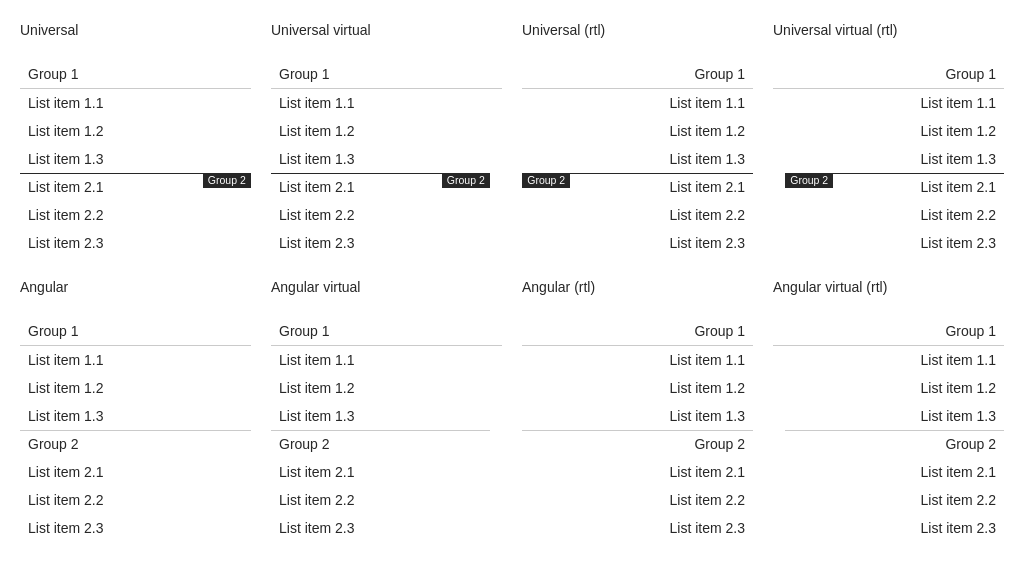 Universal
Group 1
List item 1.1
List item 1.2
List item 1.3
Group 2
List item 2.1
List item 2.2
List item 2.3
Universal virtual
Group 1
List item 1.1
List item 1.2
List item 1.3
Group 2
List item 2.1
List item 2.2
List item 2.3
Universal (rtl)
Group 1
List item 1.1
List item 1.2
List item 1.3
Group 2
List item 2.1
List item 2.2
List item 2.3
Universal virtual (rtl)
Group 1
List item 1.1
List item 1.2
List item 1.3
Group 2
List item 2.1
List item 2.2
List item 2.3
Angular
Group 1
List item 1.1
List item 1.2
List item 1.3
Group 2
List item 2.1
List item 2.2
List item 2.3
Angular virtual
Group 1
List item 1.1
List item 1.2
List item 1.3
Group 2
List item 2.1
List item 2.2
List item 2.3
Angular (rtl)
Group 1
List item 1.1
List item 1.2
List item 1.3
Group 2
List item 2.1
List item 2.2
List item 2.3
Angular virtual (rtl)
Group 1
List item 1.1
List item 1.2
List item 1.3
Group 2
List item 2.1
List item 2.2
List item 2.3